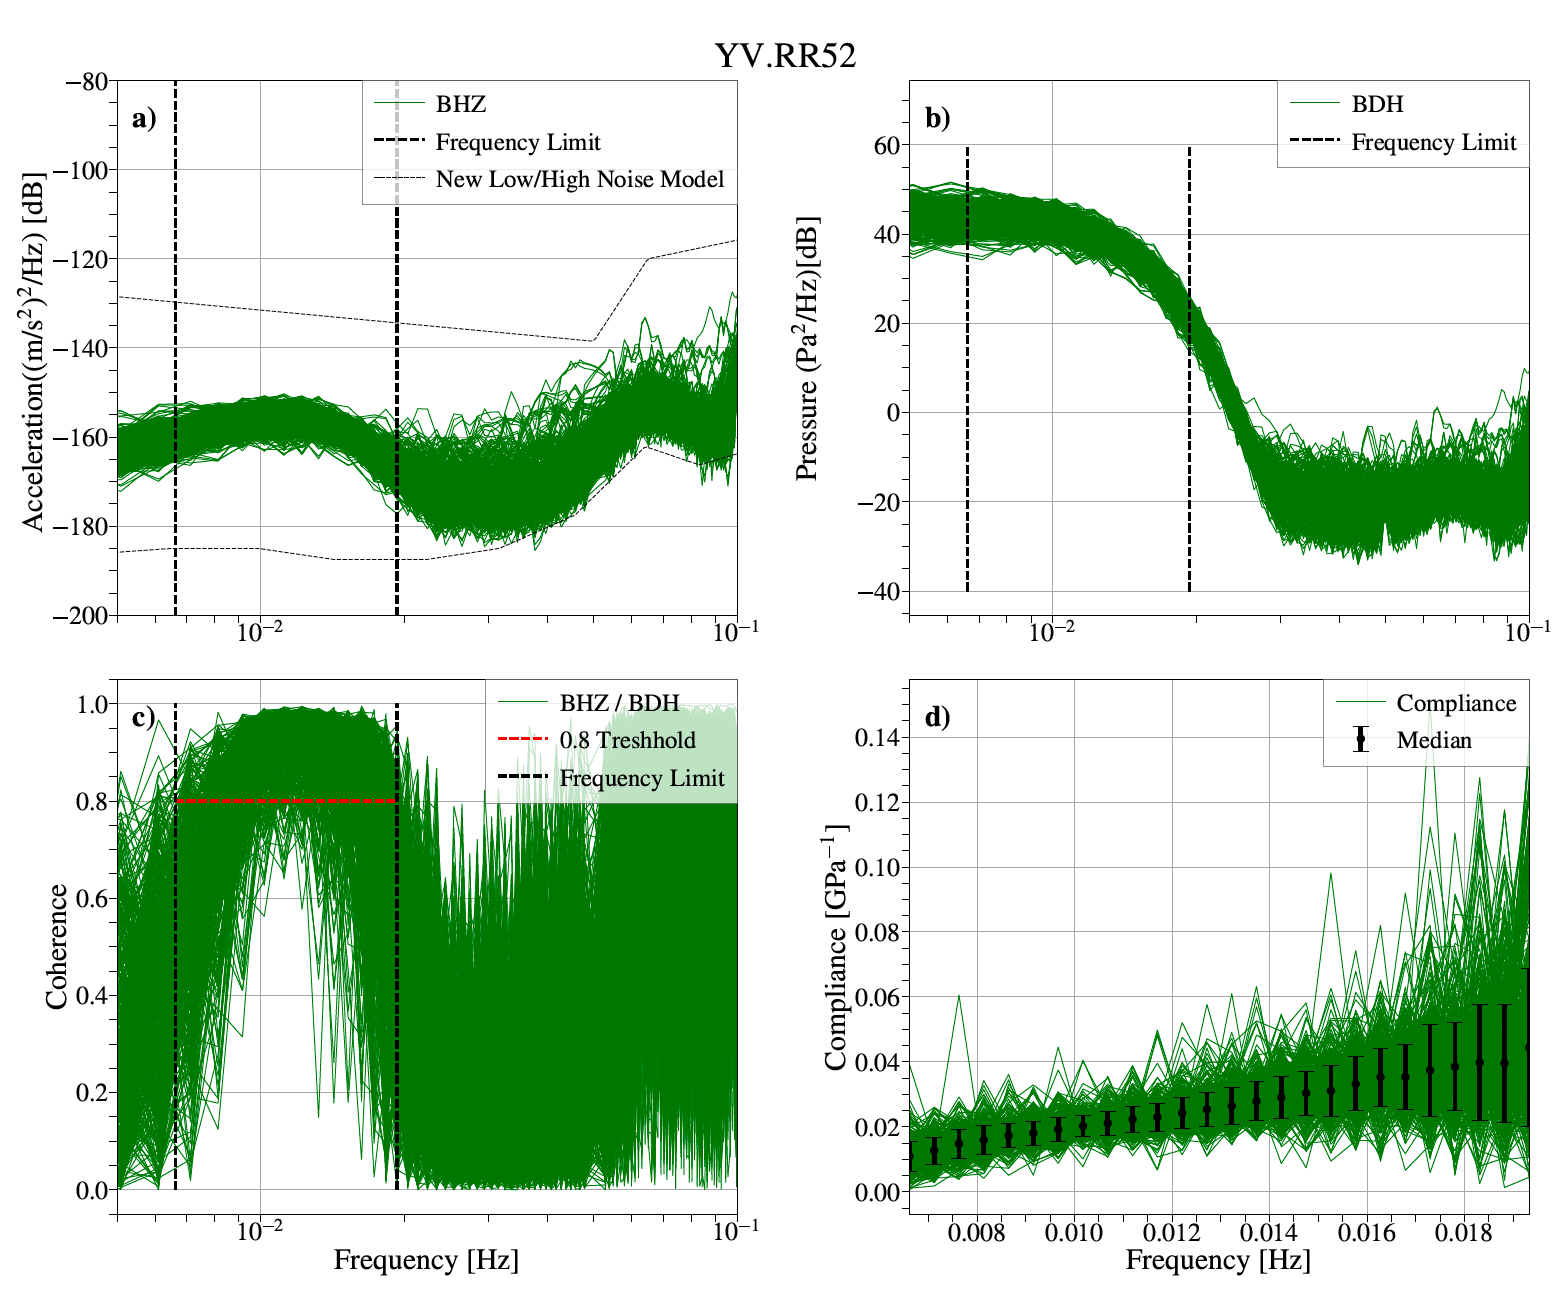 YV.RR52
a)
BHZ
Frequency Limit
New Low/High Noise Model
Acceleration((m/s²)²/Hz) [dB]
−80
−100
−120
−140
−160
−180
−200
10⁻²
10⁻¹
b)
BDH
Frequency Limit
Pressure (Pa²/Hz)[dB]
60
40
20
0
−20
−40
10⁻²
10⁻¹
c)
BHZ / BDH
0.8 Treshhold
Frequency Limit
Coherence
1.0
0.8
0.6
0.4
0.2
0.0
10⁻²
10⁻¹
Frequency [Hz]
d)
Compliance
Median
Compliance [GPa⁻¹]
0.14
0.12
0.10
0.08
0.06
0.04
0.02
0.00
0.008
0.010
0.012
0.014
0.016
0.018
Frequency [Hz]